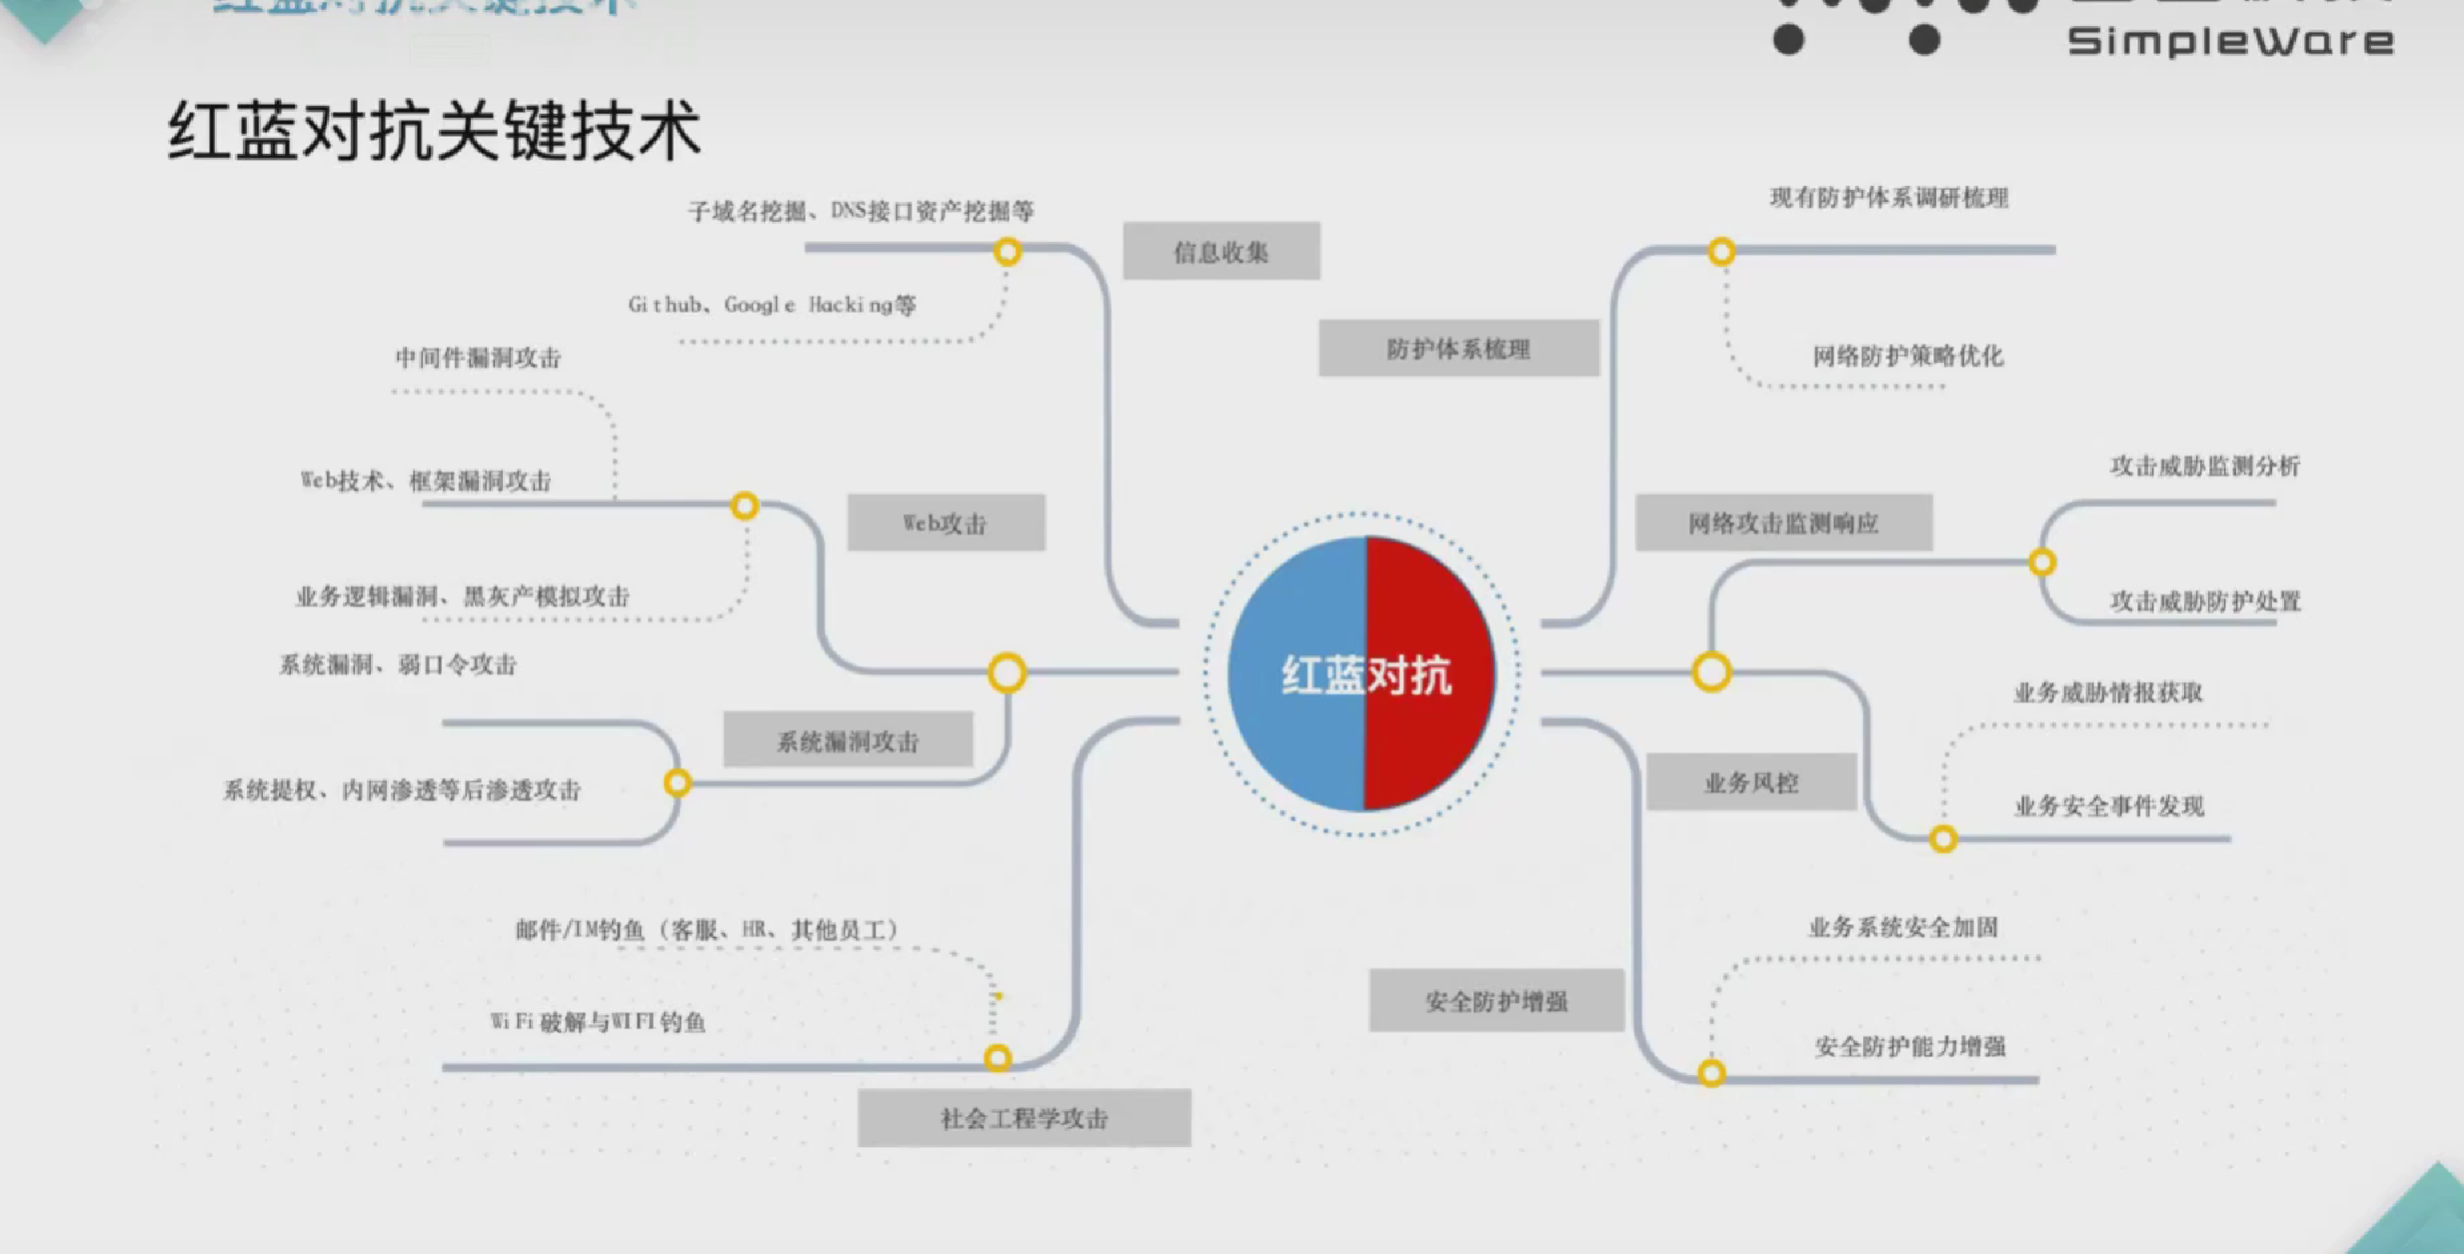 红蓝对抗关键技术
SimpleWare
红蓝对抗关键技术
子域名挖掘、DNS接口资产挖掘等
信息收集
Github、Google Hacking等
中间件漏洞攻击
Web技术、框架漏洞攻击
Web攻击
业务逻辑漏洞、黑灰产模拟攻击
系统漏洞、弱口令攻击
系统漏洞攻击
系统提权、内网渗透等后渗透攻击
邮件/IM钓鱼（客服、HR、其他员工）
WiFi破解与WIFI钓鱼
社会工程学攻击
红蓝对抗
现有防护体系调研梳理
防护体系梳理
网络防护策略优化
攻击威胁监测分析
网络攻击监测响应
攻击威胁防护处置
业务威胁情报获取
业务风控
业务安全事件发现
业务系统安全加固
安全防护增强
安全防护能力增强